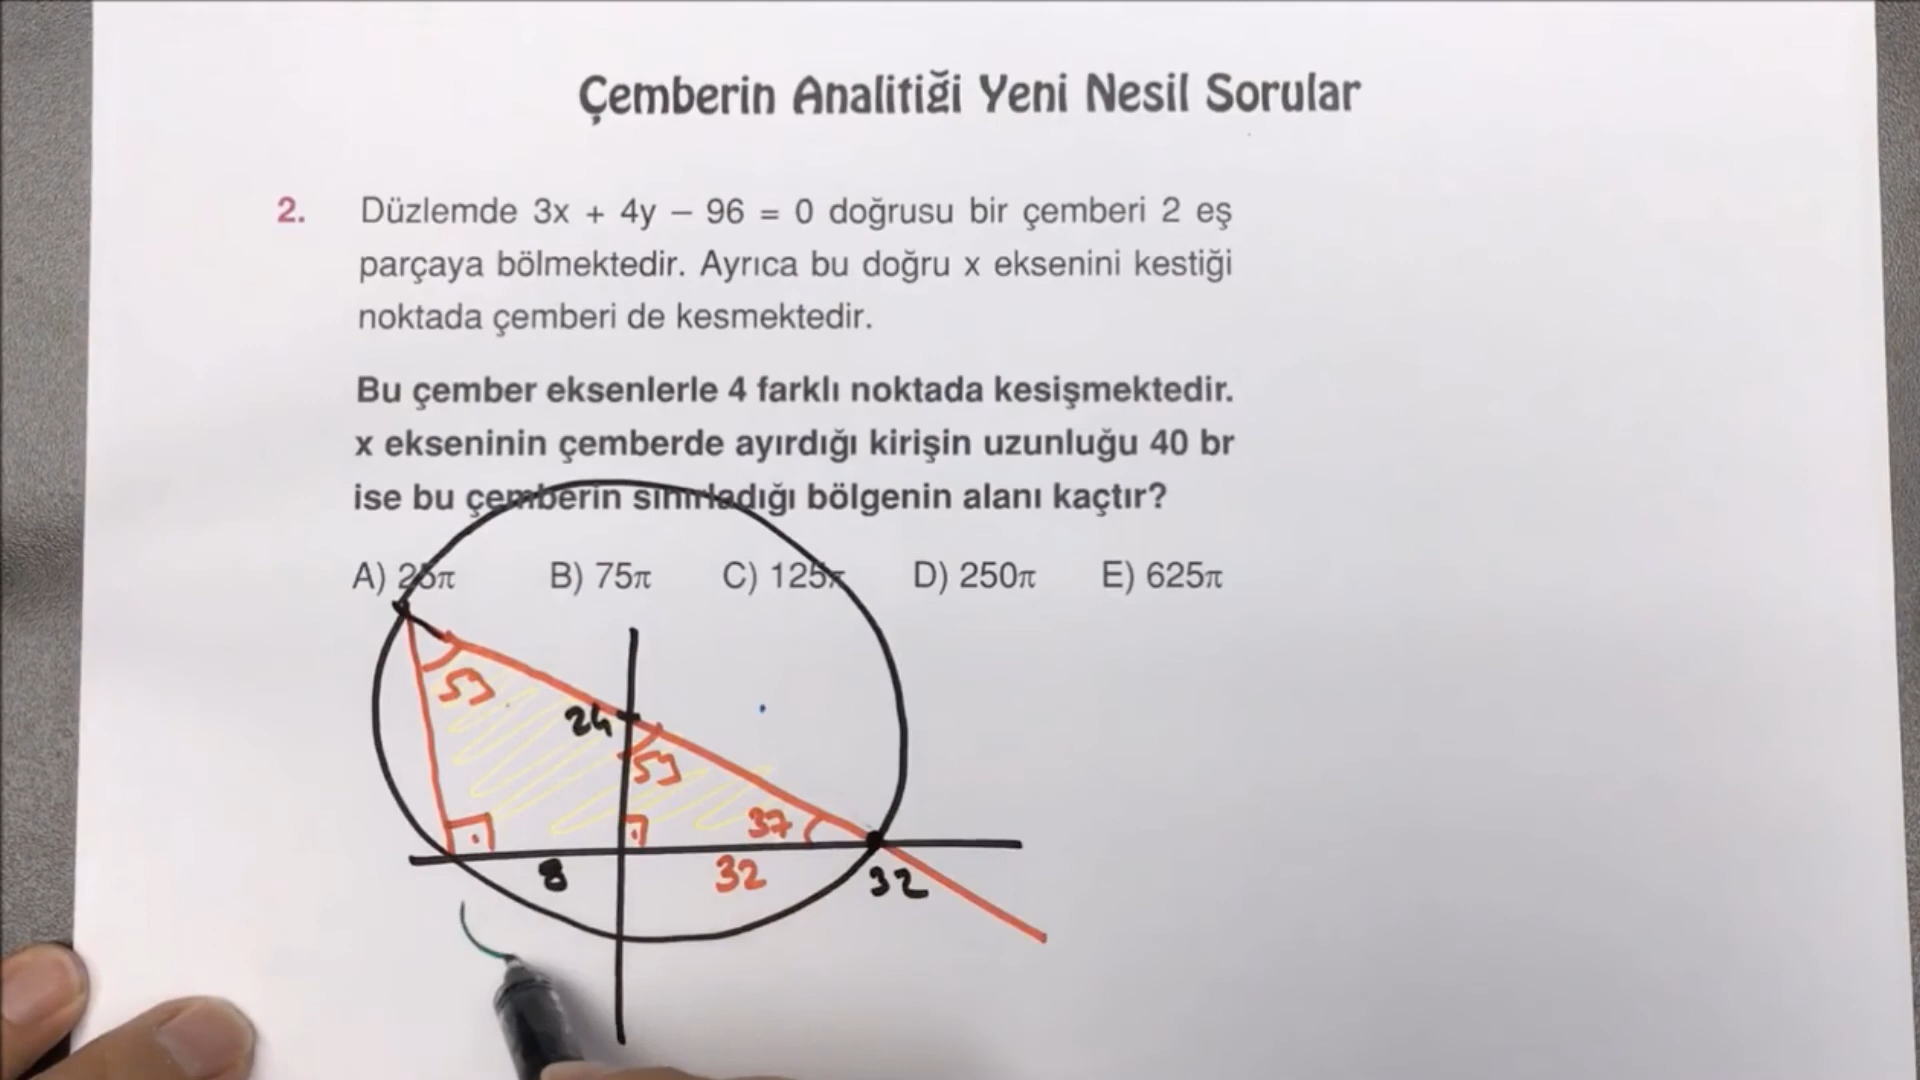 Çemberin Analitiği Yeni Nesil Sorular
2. Düzlemde 3x + 4y – 96 = 0 doğrusu bir çemberi 2 eş
parçaya bölmektedir. Ayrıca bu doğru x eksenini kestiği
noktada çemberi de kesmektedir.
Bu çember eksenlerle 4 farklı noktada kesişmektedir.
x ekseninin çemberde ayırdığı kirişin uzunluğu 40 br
ise bu çemberin sınırladığı bölgenin alanı kaçtır?
A) 25π B) 75π C) 125π D) 250π E) 625π
53
24
53
37
8
32
32